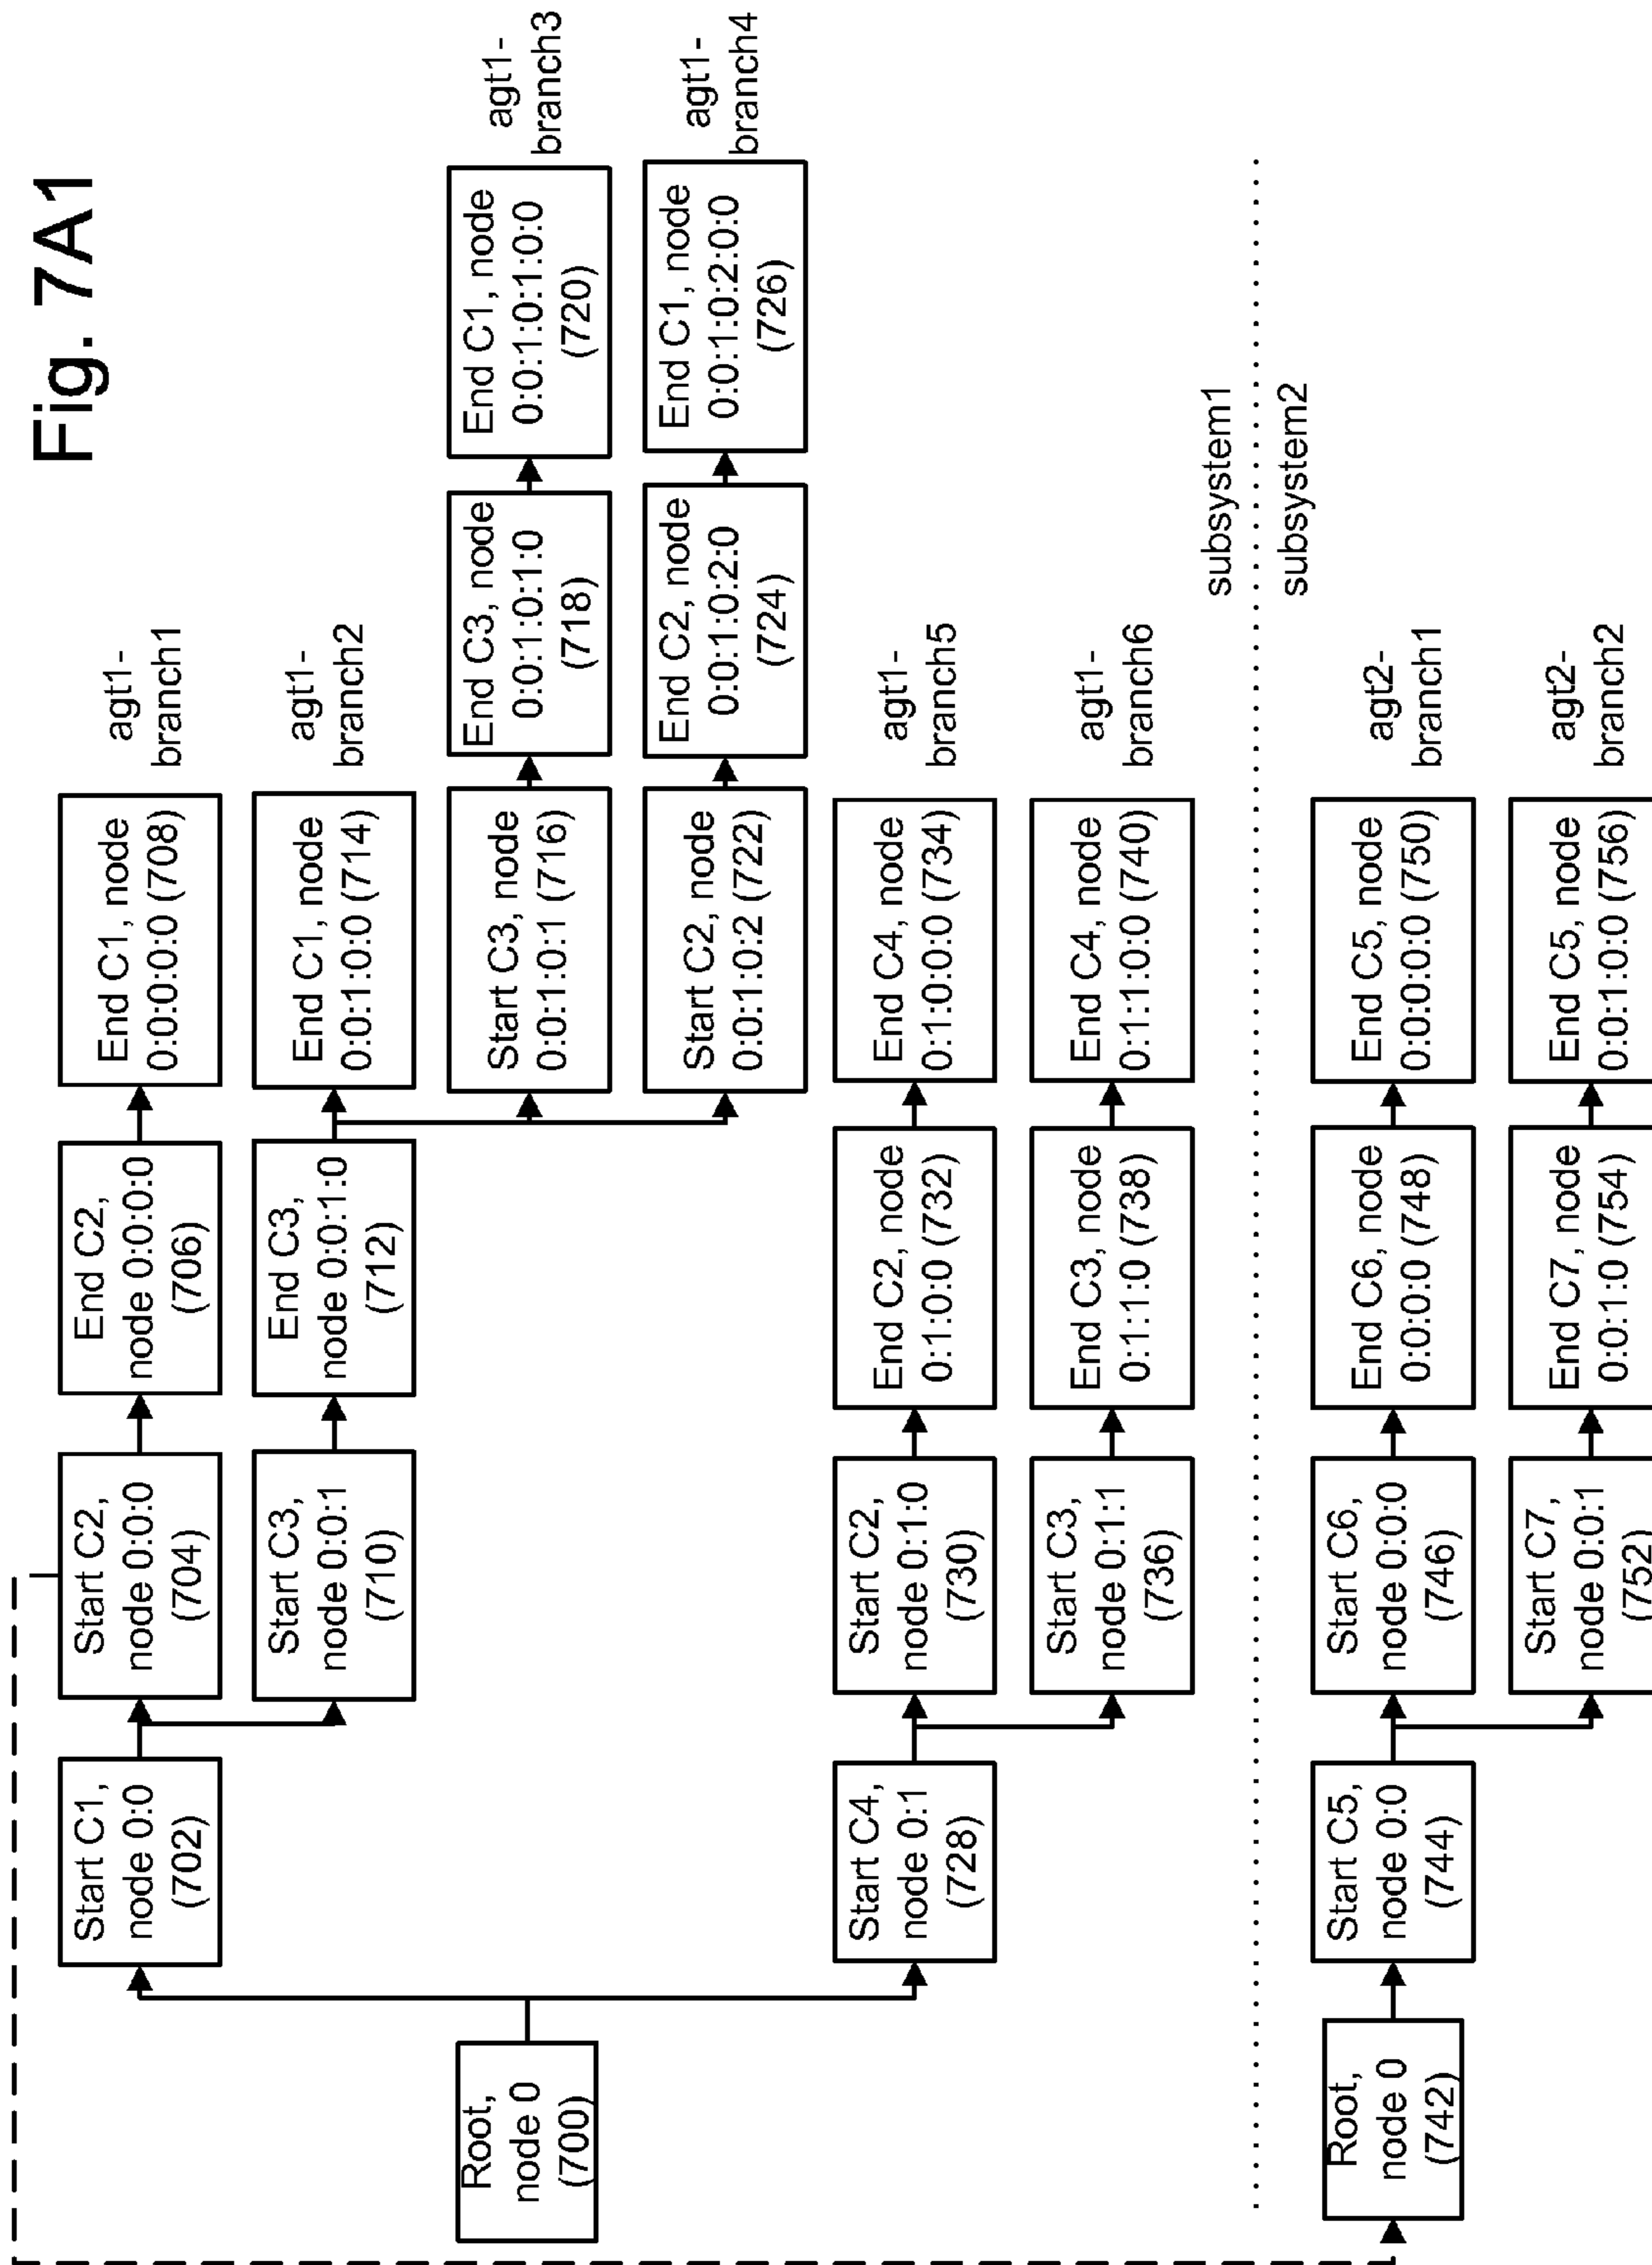 Fig. 7A1
Root,
node 0
(700)
Start C1,
node 0:0
(702)
Start C2,
node 0:0:0
(704)
End C2,
node 0:0:0:0
(706)
End C1, node
0:0:0:0:0 (708)
agt1-
branch1
Start C3,
node 0:0:1
(710)
End C3,
node 0:0:1:0
(712)
End C1, node
0:0:1:0:0 (714)
agt1-
branch2
Start C3, node
0:0:1:0:1 (716)
End C3, node
0:0:1:0:1:0
(718)
End C1, node
0:0:1:0:1:0:0
(720)
agt1-
branch3
Start C2, node
0:0:1:0:2 (722)
End C2, node
0:0:1:0:2:0
(724)
End C1, node
0:0:1:0:2:0:0
(726)
agt1-
branch4
Start C4,
node 0:1
(728)
Start C2,
node 0:1:0
(730)
End C2, node
0:1:0:0 (732)
End C4, node
0:1:0:0:0 (734)
agt1-
branch5
Start C3,
node 0:1:1
(736)
End C3, node
0:1:1:0 (738)
End C4, node
0:1:1:0:0 (740)
agt1-
branch6
subsystem1
subsystem2
Root,
node 0
(742)
Start C5,
node 0:0
(744)
Start C6,
node 0:0:0
(746)
End C6, node
0:0:0:0 (748)
End C5, node
0:0:0:0:0 (750)
agt2-
branch1
Start C7,
node 0:0:1
(752)
End C7, node
0:0:1:0 (754)
End C5, node
0:0:1:0:0 (756)
agt2-
branch2